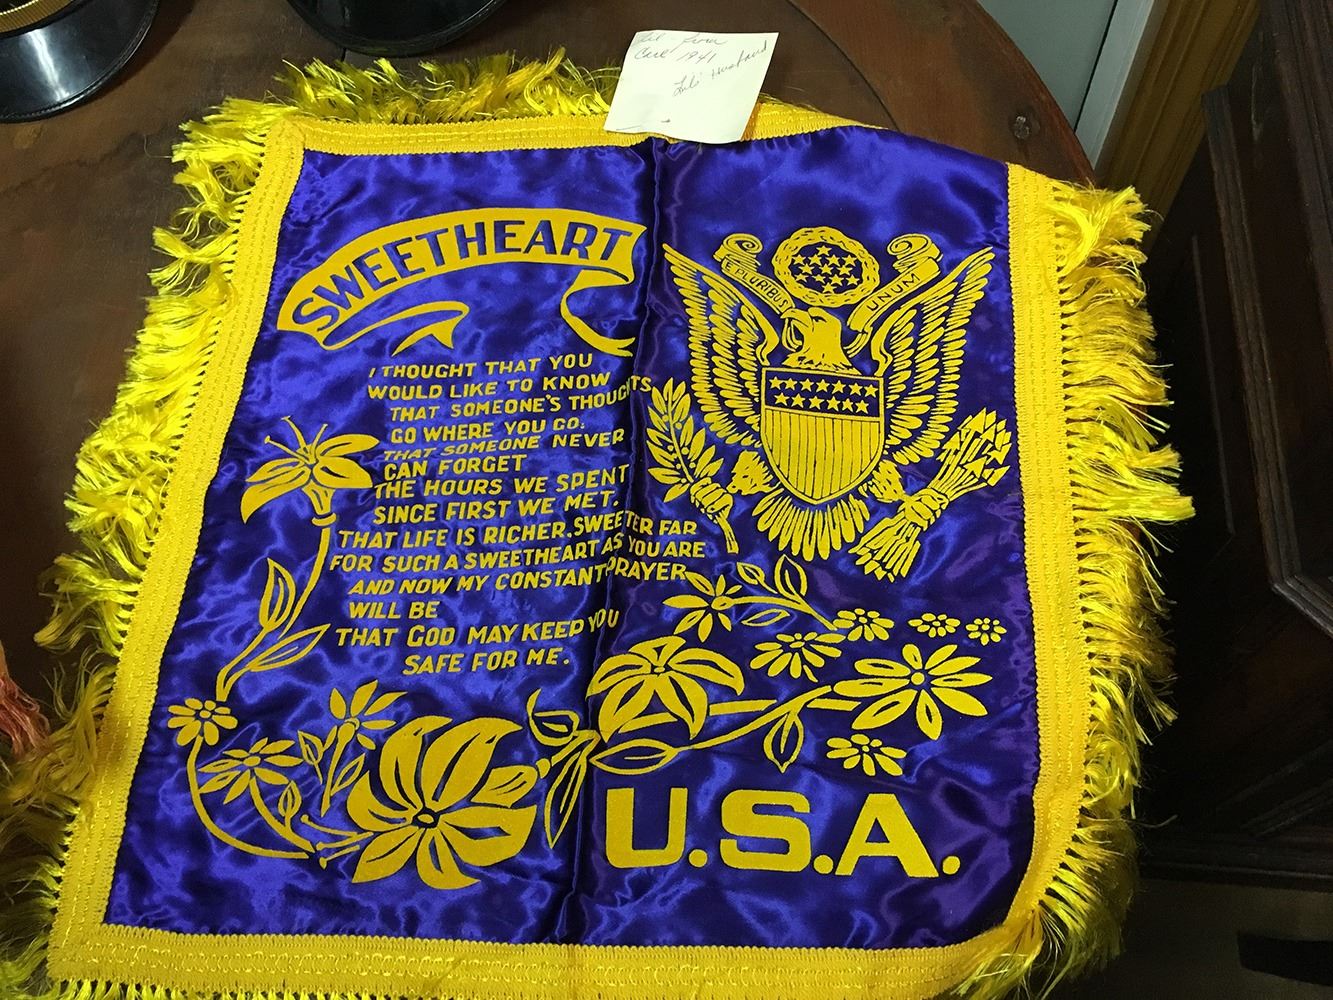 Carl 1941
Husband
SWEETHEART
I THOUGHT THAT YOU
WOULD LIKE TO KNOW
THAT SOMEONE'S THOUGHTS
GO WHERE YOU GO.
THAT SOMEONE NEVER
CAN FORGET
THE HOURS WE SPENT
SINCE FIRST WE MET.
THAT LIFE IS RICHER, SWEETER FAR
FOR SUCH A SWEETHEART AS YOU ARE
AND NOW MY CONSTANT PRAYER
WILL BE
THAT GOD MAY KEEP YOU
SAFE FOR ME.
E PLURIBUS UNUM
U.S.A.